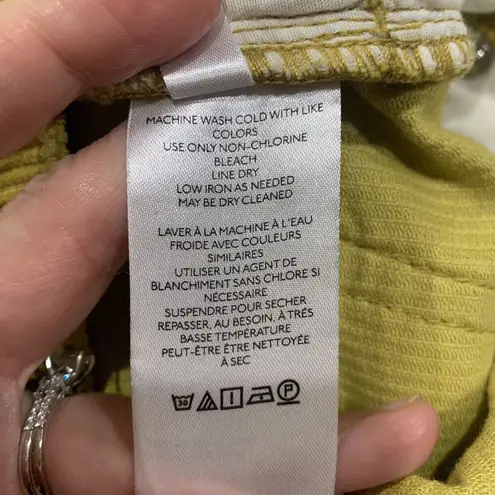 MACHINE WASH COLD WITH LIKE
COLORS
USE ONLY NON-CHLORINE
BLEACH
LINE DRY
LOW IRON AS NEEDED
MAY BE DRY CLEANED
LAVER À LA MACHINE À L'EAU
FROIDE AVEC COULEURS
SIMILAIRES
UTILISER UN AGENT DE
BLANCHIMENT SANS CHLORE SI
NÉCESSAIRE
SUSPENDRE POUR SECHER
REPASSER, AU BESOIN, À TRÉS
BASSE TEMPÉRATURE
PEUT-ÊTRE ÊTRE NETTOYÉE
À SEC
30 P